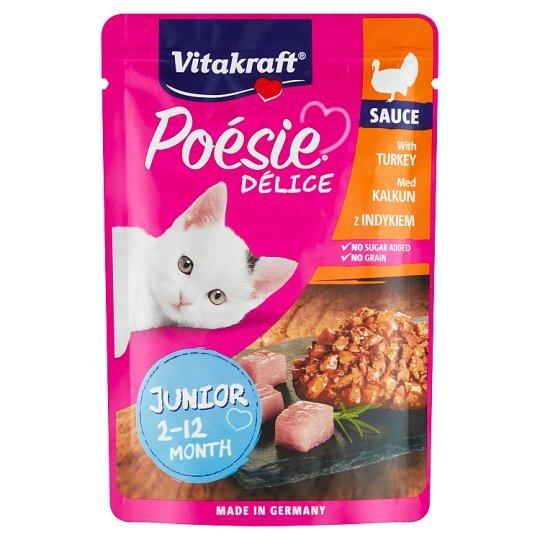 Vitakraft®
Poésie
DÉLICE
SAUCE
With
TURKEY
Med
KALKUN
z INDYKIEM
✓ NO SUGAR ADDED
✓ NO GRAIN
JUNIOR
2-12
MONTH
MADE IN GERMANY